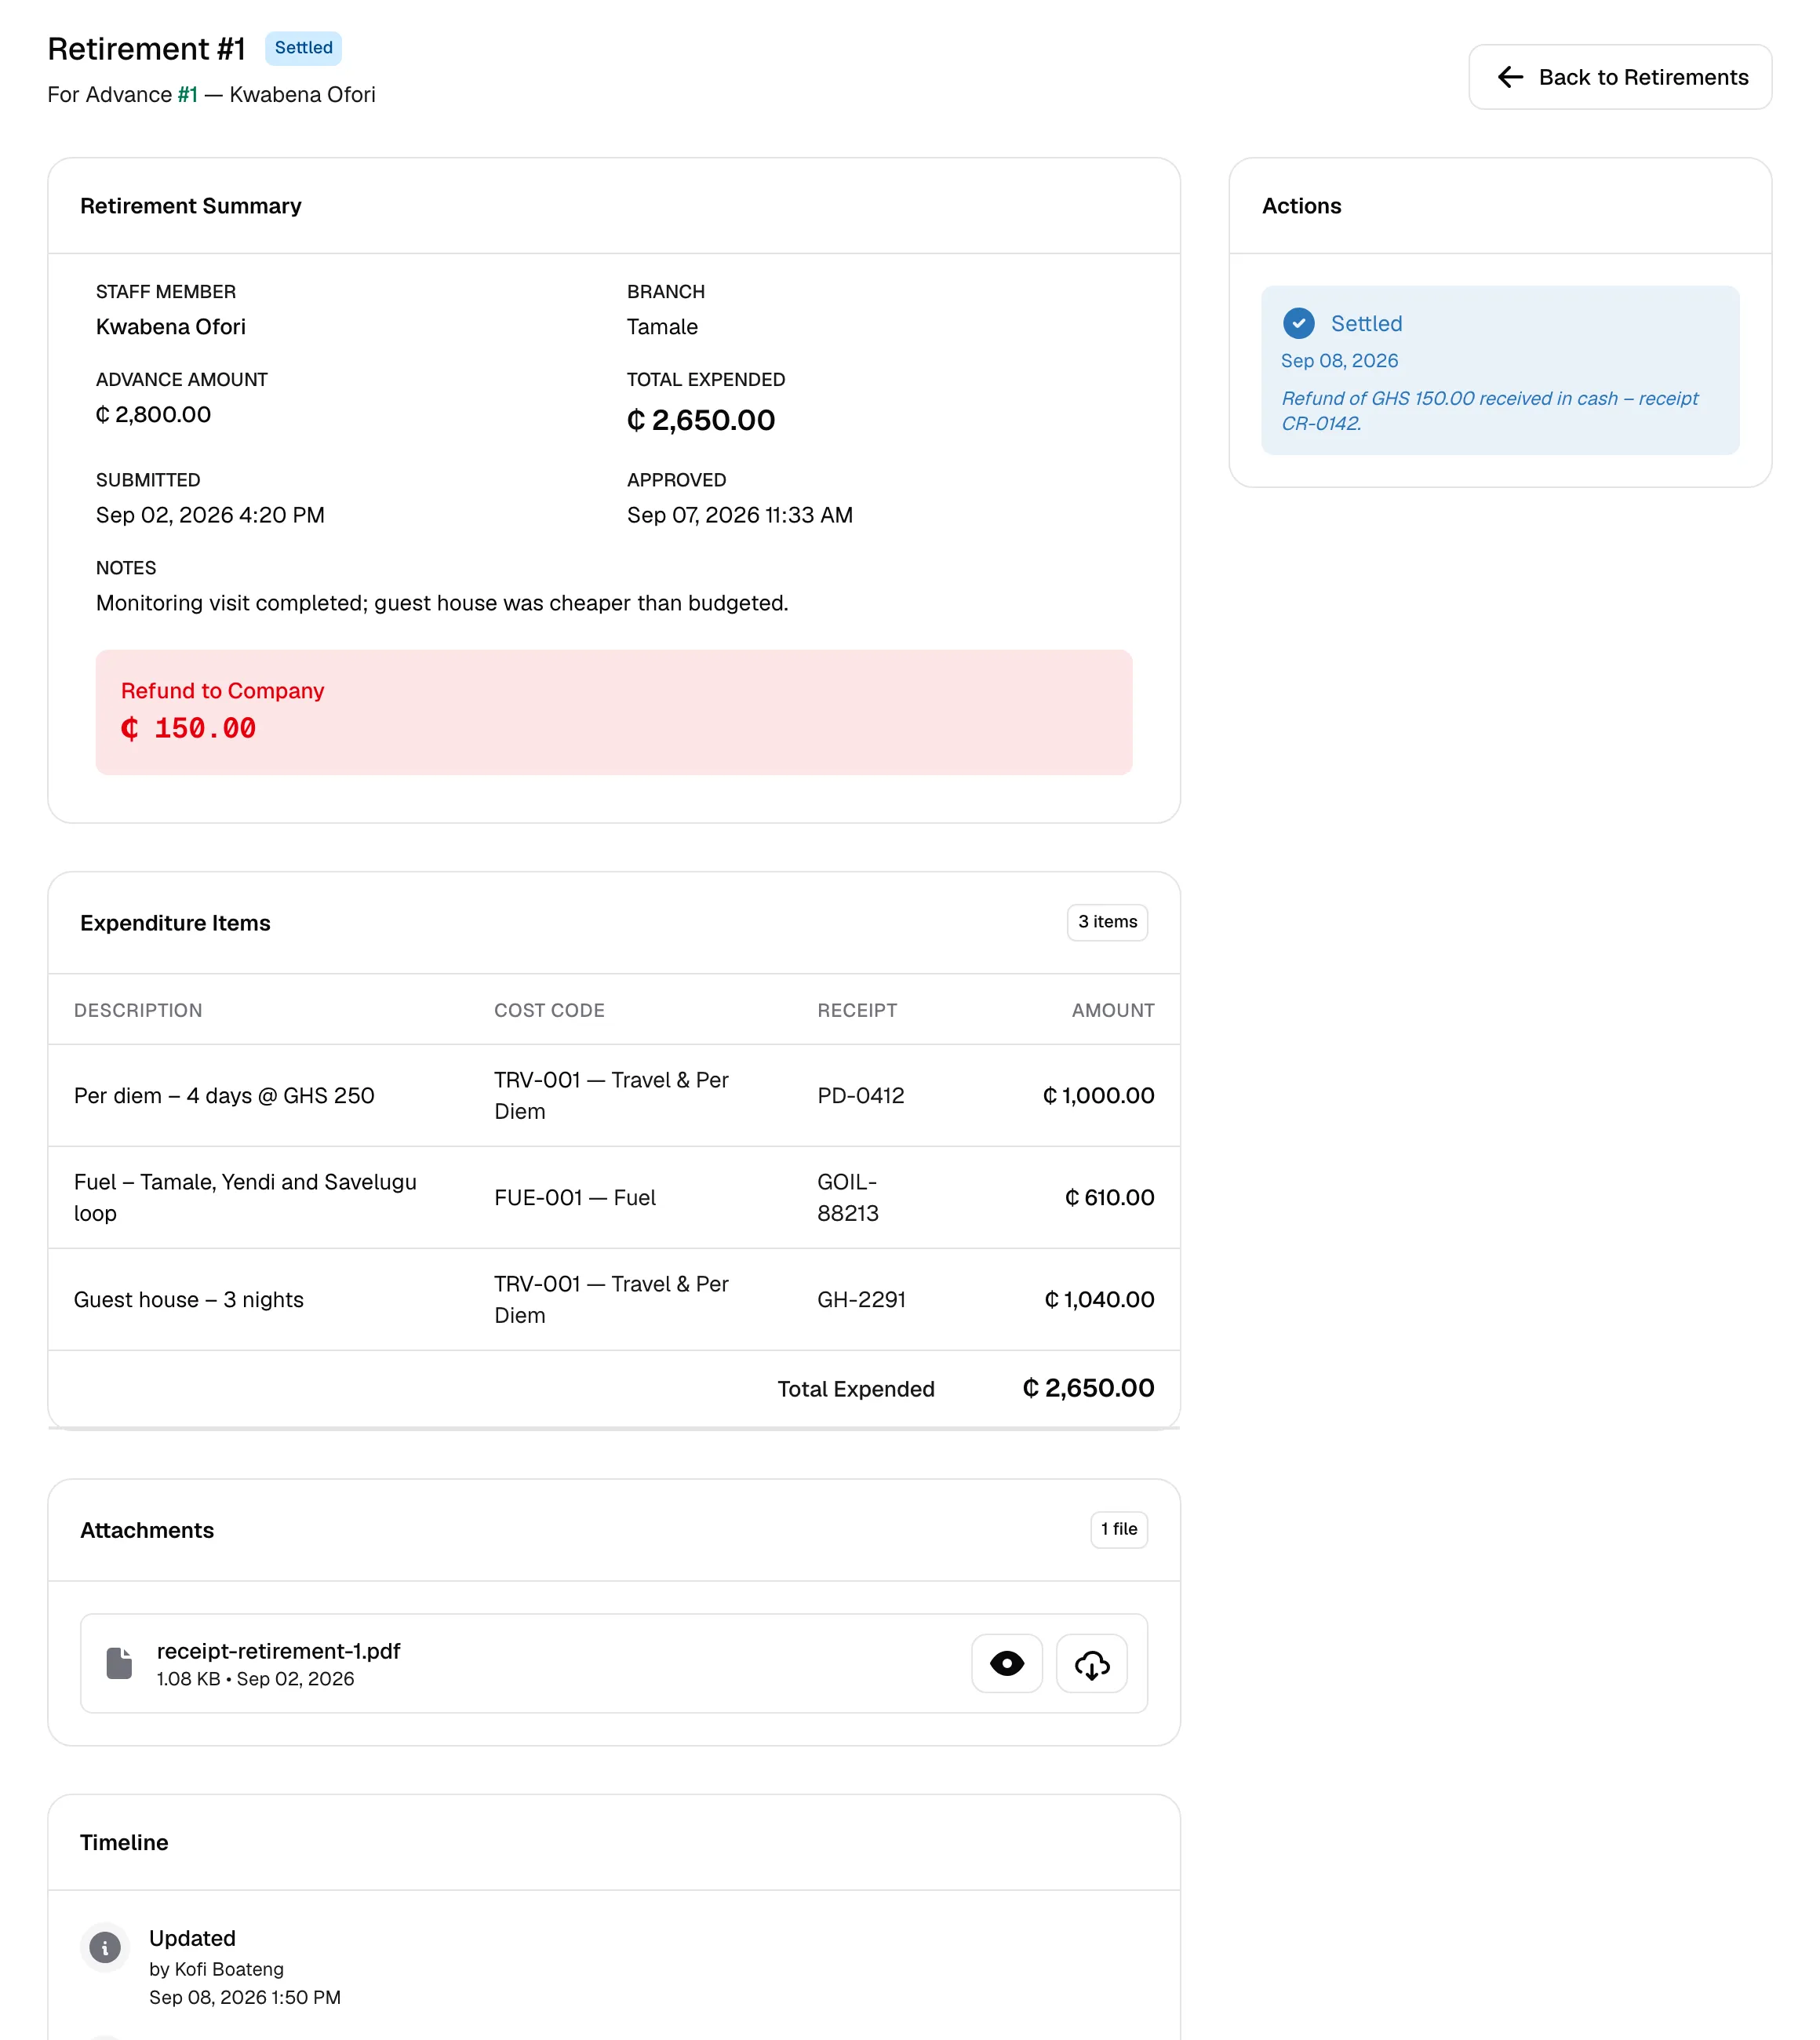 Retirement #1
Settled
For Advance #1 — Kwabena Ofori
Back to Retirements
Retirement Summary
STAFF MEMBER
Kwabena Ofori
BRANCH
Tamale
ADVANCE AMOUNT
₵ 2,800.00
TOTAL EXPENDED
₵ 2,650.00
SUBMITTED
Sep 02, 2026 4:20 PM
APPROVED
Sep 07, 2026 11:33 AM
NOTES
Monitoring visit completed; guest house was cheaper than budgeted.
Refund to Company
₵ 150.00
Actions
Settled
Sep 08, 2026
Refund of GHS 150.00 received in cash – receipt
CR-0142.
Expenditure Items
3 items
DESCRIPTION COST CODE RECEIPT AMOUNT
Per diem – 4 days @ GHS 250
TRV-001 — Travel & Per
Diem
PD-0412
₵ 1,000.00
Fuel – Tamale, Yendi and Savelugu
loop
FUE-001 — Fuel
GOIL-
88213
₵ 610.00
Guest house – 3 nights
TRV-001 — Travel & Per
Diem
GH-2291
₵ 1,040.00
Total Expended ₵ 2,650.00
Attachments
1 file
receipt-retirement-1.pdf
1.08 KB • Sep 02, 2026
Timeline
Updated
by Kofi Boateng
Sep 08, 2026 1:50 PM